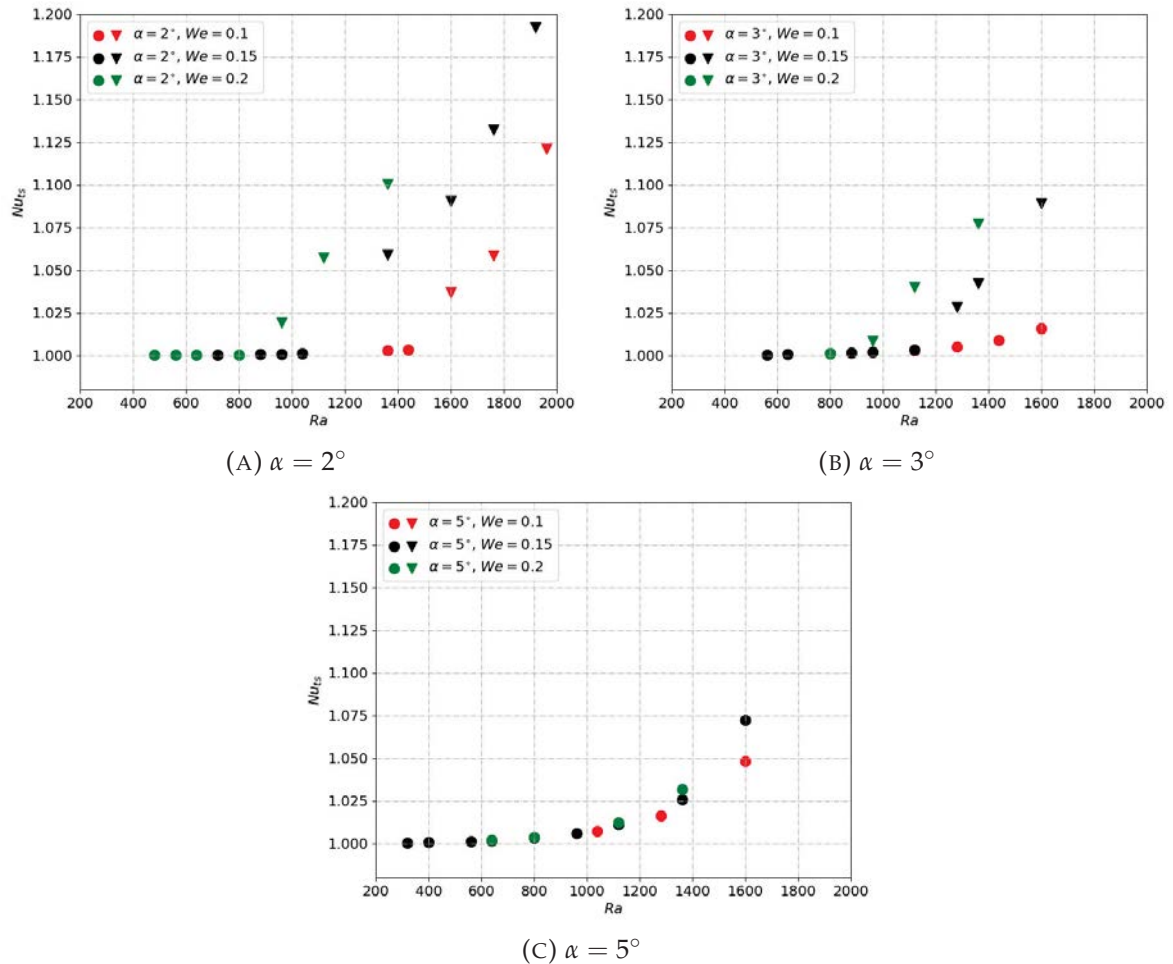 1.200
1.175
1.150
1.125
1.100
1.075
1.050
1.025
1.000
Nu_ts
α = 2°, We = 0.1
α = 2°, We = 0.15
α = 2°, We = 0.2
200 400 600 800 1000 1200 1400 1600 1800 2000
Ra
(A) α = 2°
1.200
1.175
1.150
1.125
1.100
1.075
1.050
1.025
1.000
Nu_ts
α = 3°, We = 0.1
α = 3°, We = 0.15
α = 3°, We = 0.2
200 400 600 800 1000 1200 1400 1600 1800 2000
Ra
(B) α = 3°
1.200
1.175
1.150
1.125
1.100
1.075
1.050
1.025
1.000
Nu_ts
α = 5°, We = 0.1
α = 5°, We = 0.15
α = 5°, We = 0.2
200 400 600 800 1000 1200 1400 1600 1800 2000
Ra
(C) α = 5°